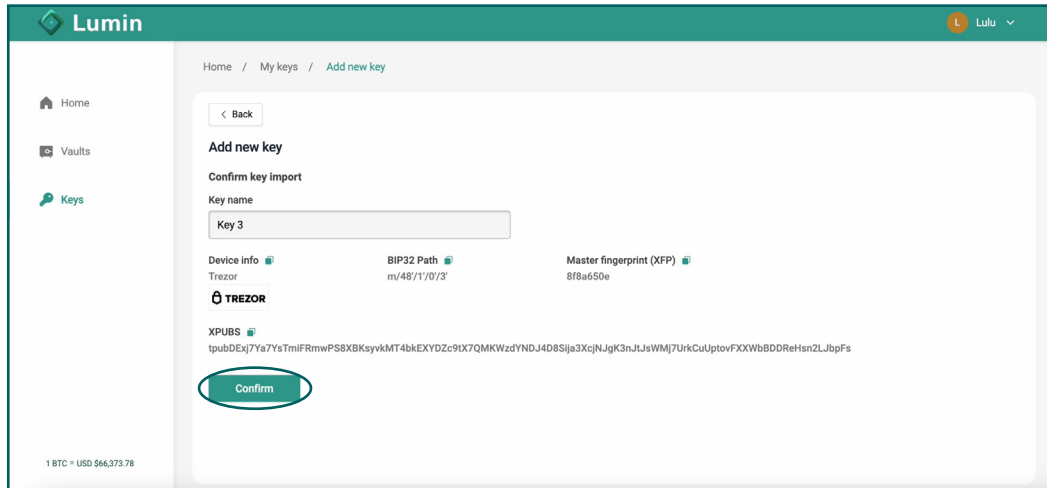 Lumin
L Lulu
Home / My keys / Add new key
Home
Vaults
Keys
< Back
Add new key
Confirm key import
Key name
Key 3
Device info BIP32 Path Master fingerprint (XFP)
Trezor m/48'/1'/0'/3' 8f8a650e
TREZOR
XPUBS
tpubDExj7Ya7YsTmiFRmwPS8XBKsyvkMT4bkEXYDZc9tX7QMKWzdYNDJ4D8Sija3XcjNJgK3nJtJsWMj7UrkCuUptovFXXWbBDDReHsn2LJbpFs
Confirm
1 BTC = USD $66,373.78